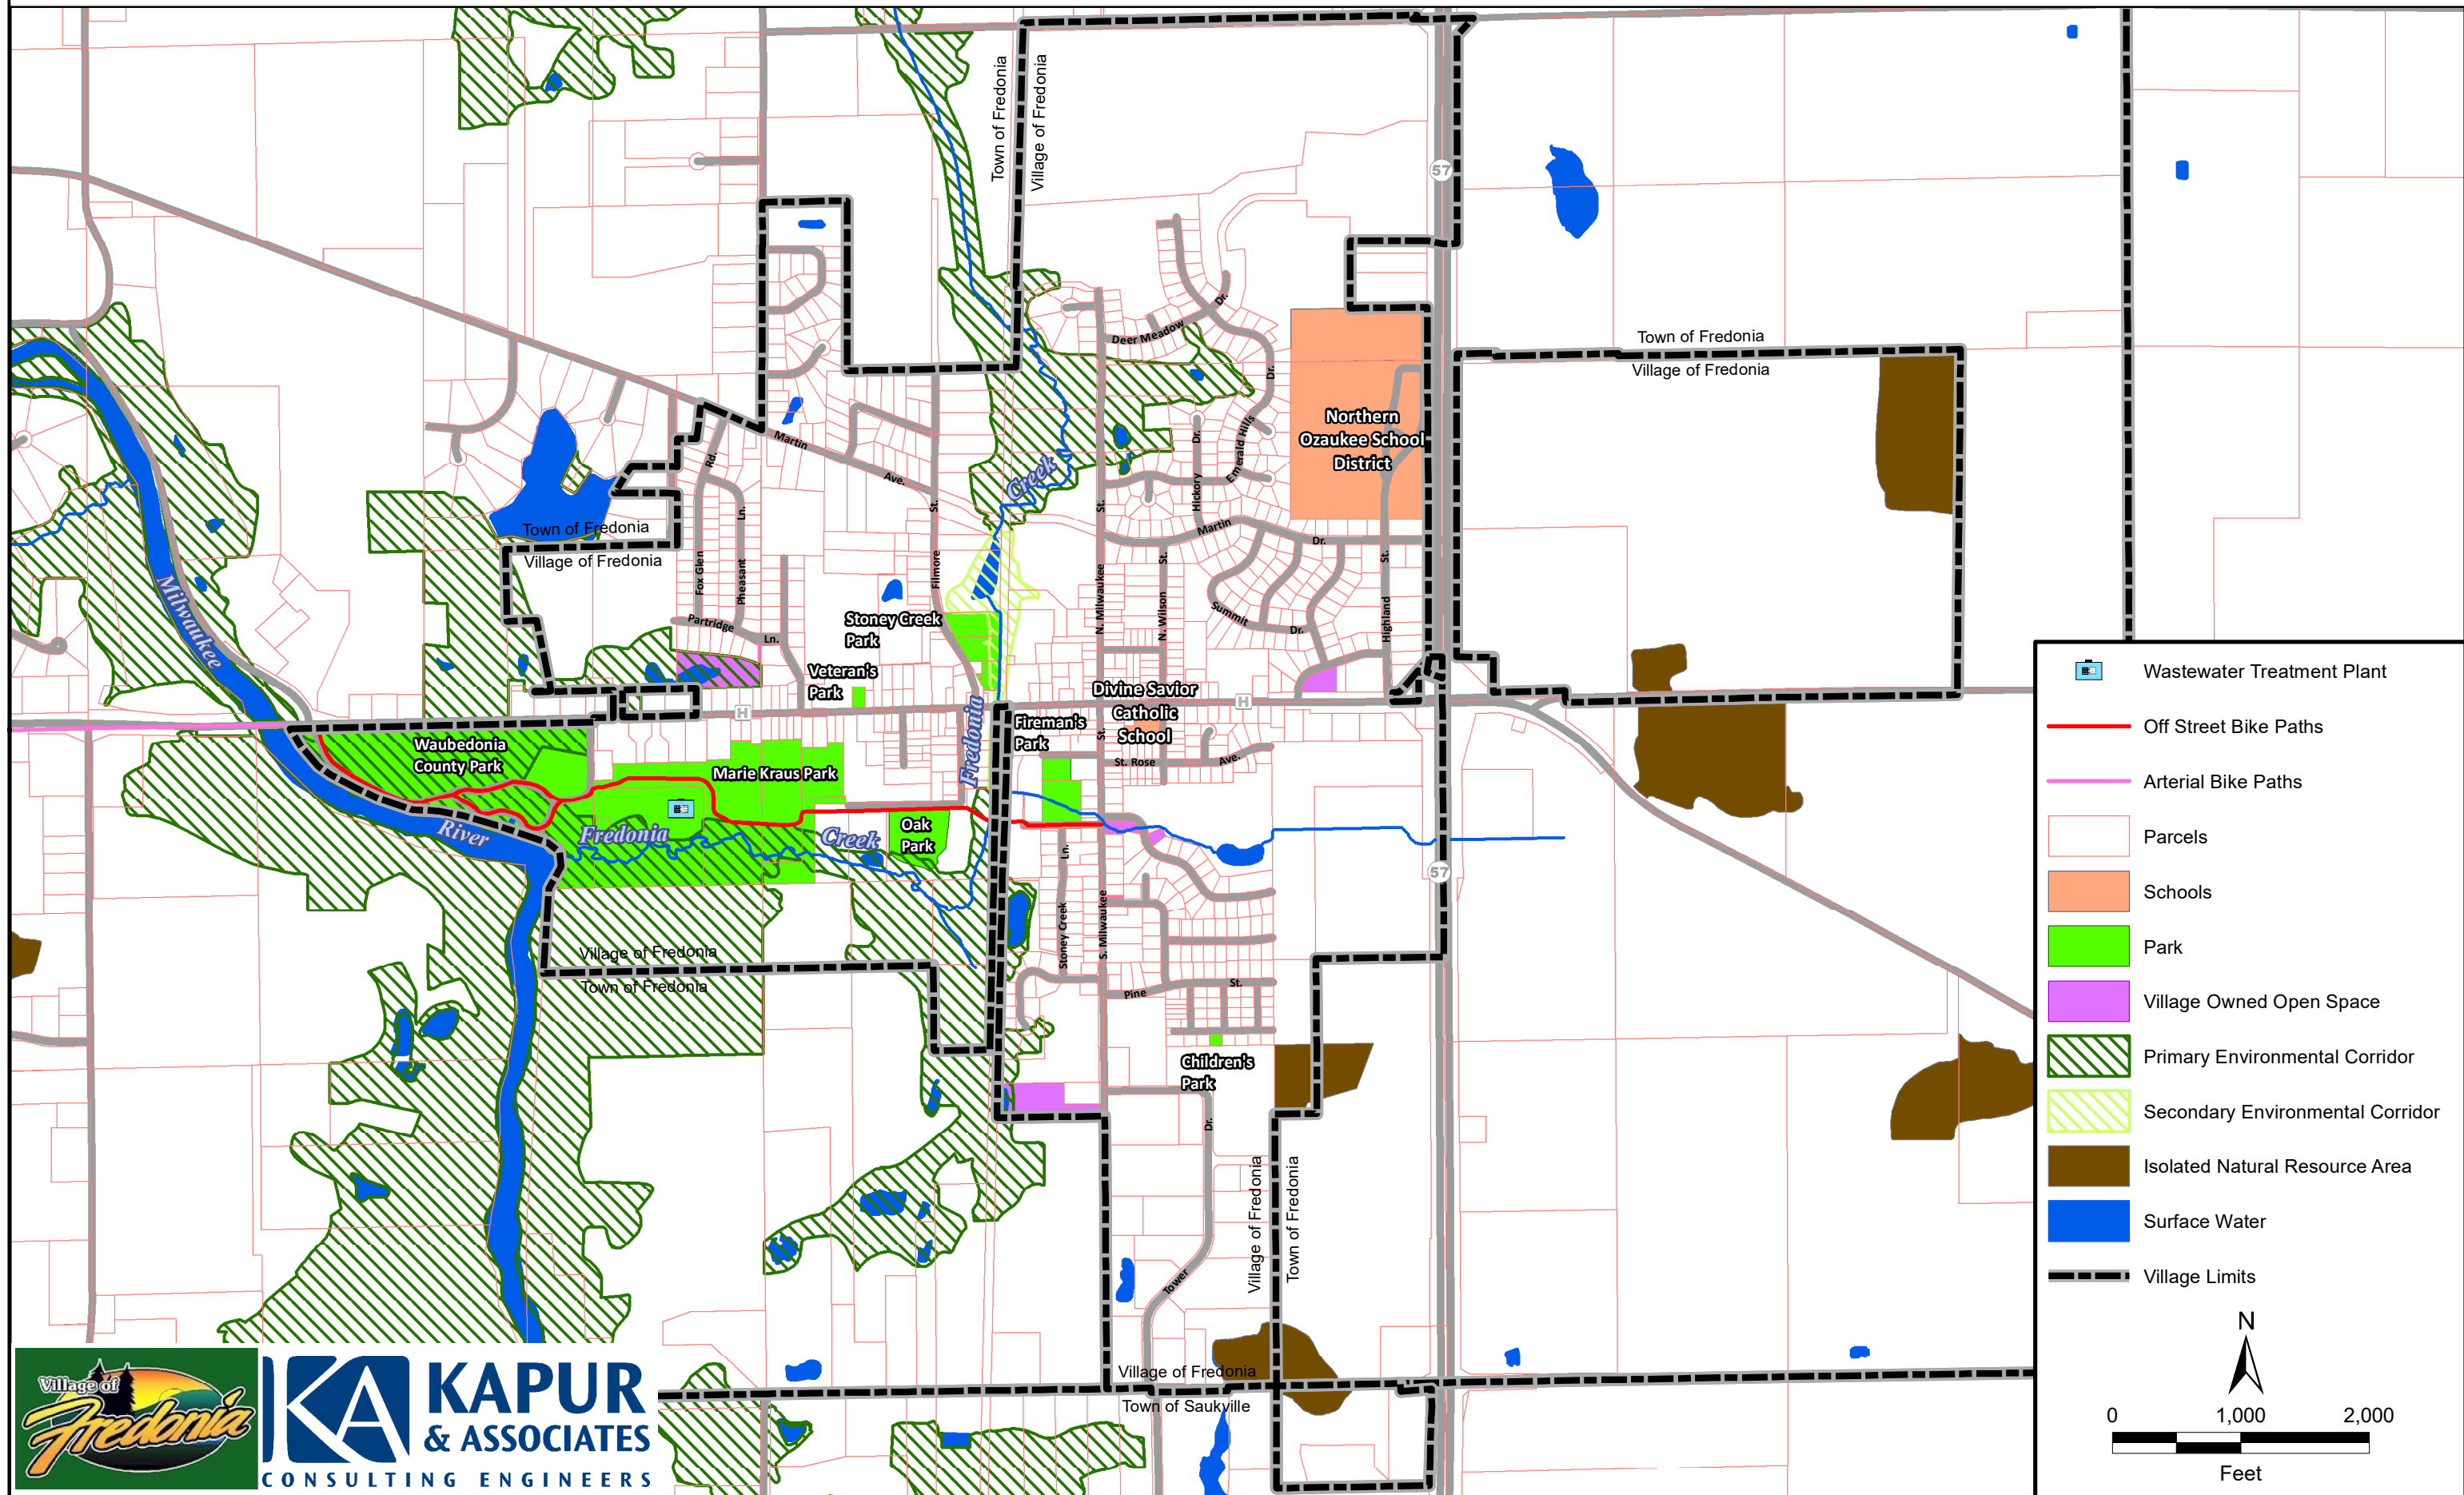 Town of Fredonia
Village of Fredonia
57
Dr.
Deer Meadow
Town of Fredonia
Village of Fredonia
Dr.
Northern
Ozaukee School
District
Martin
Rd.
Ave.
Creek
St.
St.
Hickory
Dr.
Emerald Hills
Ln.
Martin
Dr.
Town of Fredonia
Village of Fredonia
Fox Glen
Pheasant
Filmore
N. Milwaukee
St.
N. Wilson
St.
Highland
Milwaukee
Partridge
Ln.
Stoney Creek
Park
Summit
Dr.
Veteran's
Park
Divine Savior
Catholic
School
H
H
Fredonia
Fireman's
Park
St.
St. Rose
Ave.
Waubedonia
County Park
Marie Kraus Park
River
Fredonia
Creek
Oak
Park
Ln.
57
Stoney Creek
S. Milwaukee
Village of Fredonia
Town of Fredonia
Pine
St.
Children's
Park
Dr.
Village of Fredonia
Town of Fredonia
Tower
Village of Fredonia
Town of Saukville
Wastewater Treatment Plant
Off Street Bike Paths
Arterial Bike Paths
Parcels
Schools
Park
Village Owned Open Space
Primary Environmental Corridor
Secondary Environmental Corridor
Isolated Natural Resource Area
Surface Water
Village Limits
N
0 1,000 2,000
Feet
Village of
Fredonia
KA
KAPUR
& ASSOCIATES
CONSULTING ENGINEERS